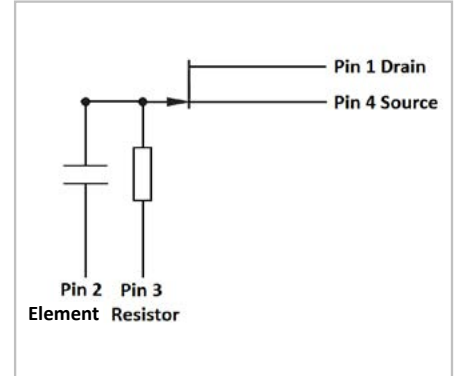 Pin 1 Drain
Pin 4 Source
Pin 2 Pin 3
Element Resistor